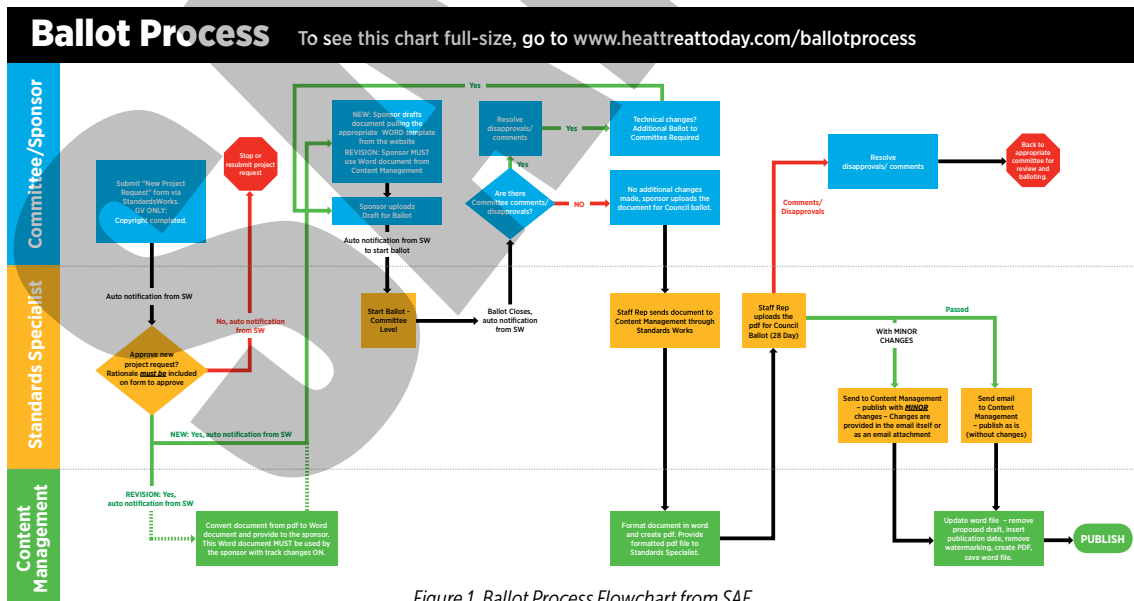 Ballot Process To see this chart full-size, go to www.heattreattoday.com/ballotprocess
Committee/Sponsor
Submit "New Project
Request" form via
StandardsWorks.
GV ONLY:
Copyright completed.
Stop or
resubmit project
request
NEW: Sponsor drafts
document pulling the
appropriate WORD template
from the website
REVISION: Sponsor MUST
use Word document from
Content Management
Sponsor uploads
Draft for Ballot
Auto notification from SW
to start ballot
Yes
Resolve
disapprovals/
comments
Yes
Yes
Are there
Committee comments/
disapprovals?
NO
Technical changes?
Additional Ballot to
Committee Required
No additional changes
made, sponsor uploads the
document for Council ballot.
Comments/
Disapprovals
Resolve
disapprovals/ comments
Back to
appropriate
committee for
review and
balloting.
Standards Specialist
Auto notification from SW
Approve new
project request?
Rationale must be included
on form to approve
No, auto notification
from SW
NEW: Yes, auto notification from SW
Start Ballot –
Committee
Level
Ballot Closes,
auto notification
from SW
Staff Rep sends document to
Content Management through
Standards Works
Staff Rep
uploads the
pdf for Council
Ballot (28 Day)
Passed
With MINOR
CHANGES
Send to Content Management
– publish with MINOR
changes – Changes are
provided in the email itself or
as an email attachment
Send email
to Content
Management
– publish as is
(without changes)
Content
Management
REVISION: Yes,
auto notification from SW
Convert document from pdf to Word
document and provide to the sponsor.
This Word document MUST be used by
the sponsor with track changes ON.
Format document in word
and create pdf. Provide
formatted pdf file to
Standards Specialist.
Update word file – remove
proposed draft, insert
publication date, remove
watermarking, create PDF,
save word file.
PUBLISH
Figure 1. Ballot Process Flowchart from SAE